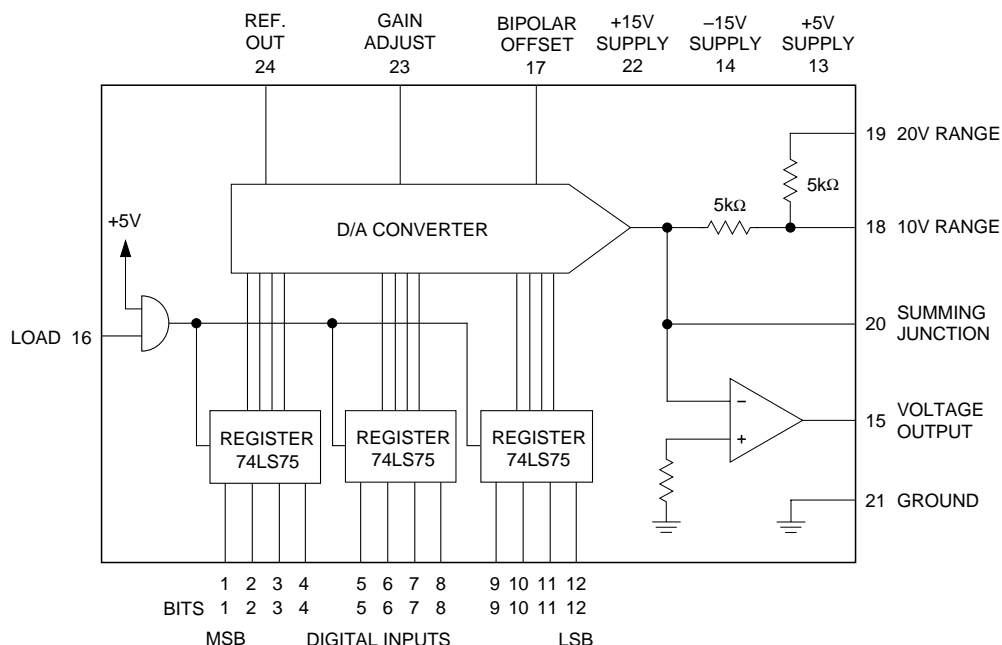 REF. OUT 24
GAIN ADJUST 23
BIPOLAR OFFSET 17
+15V SUPPLY 22
–15V SUPPLY 14
+5V SUPPLY 13
19 20V RANGE
5kΩ
5kΩ
18 10V RANGE
D/A CONVERTER
+5V
LOAD 16
20 SUMMING JUNCTION
REGISTER 74LS75
REGISTER 74LS75
REGISTER 74LS75
–
+
15 VOLTAGE OUTPUT
21 GROUND
1 2 3 4 5 6 7 8 9 10 11 12
BITS 1 2 3 4 5 6 7 8 9 10 11 12
MSB DIGITAL INPUTS LSB